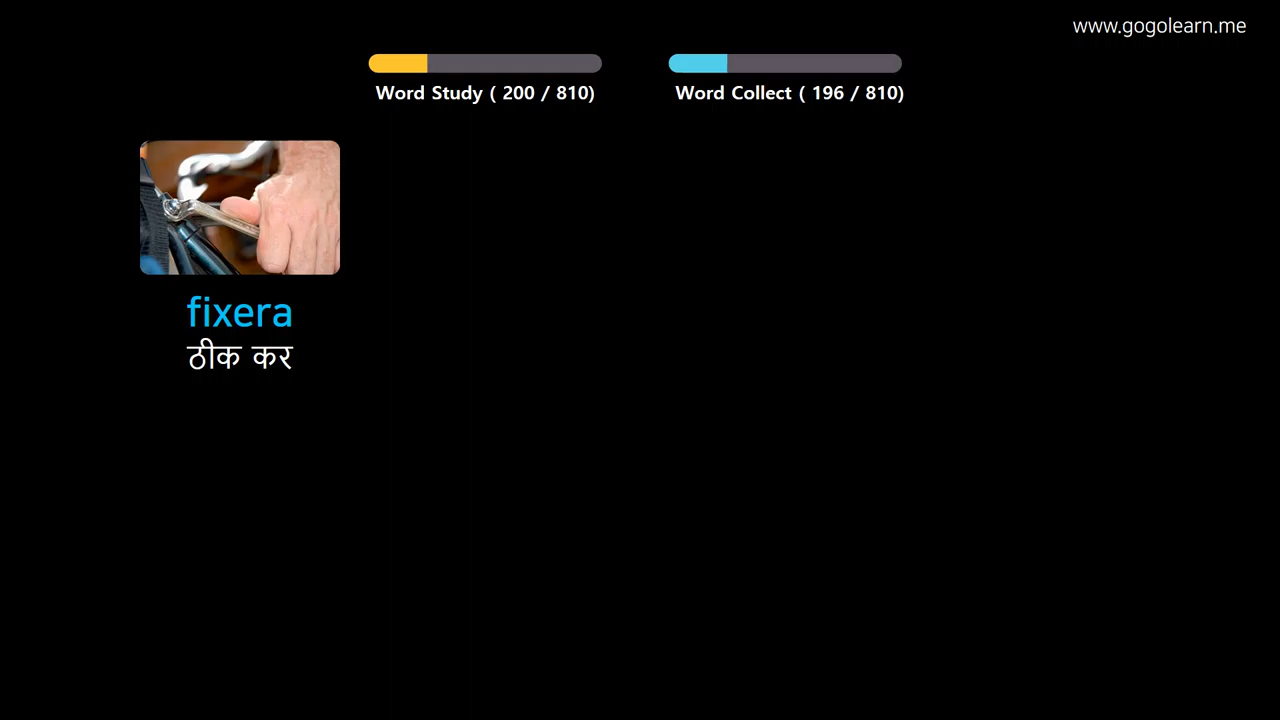 www.gogolearn.me
Word Study ( 200 / 810)
Word Collect ( 196 / 810)
fixera
ठीक कर